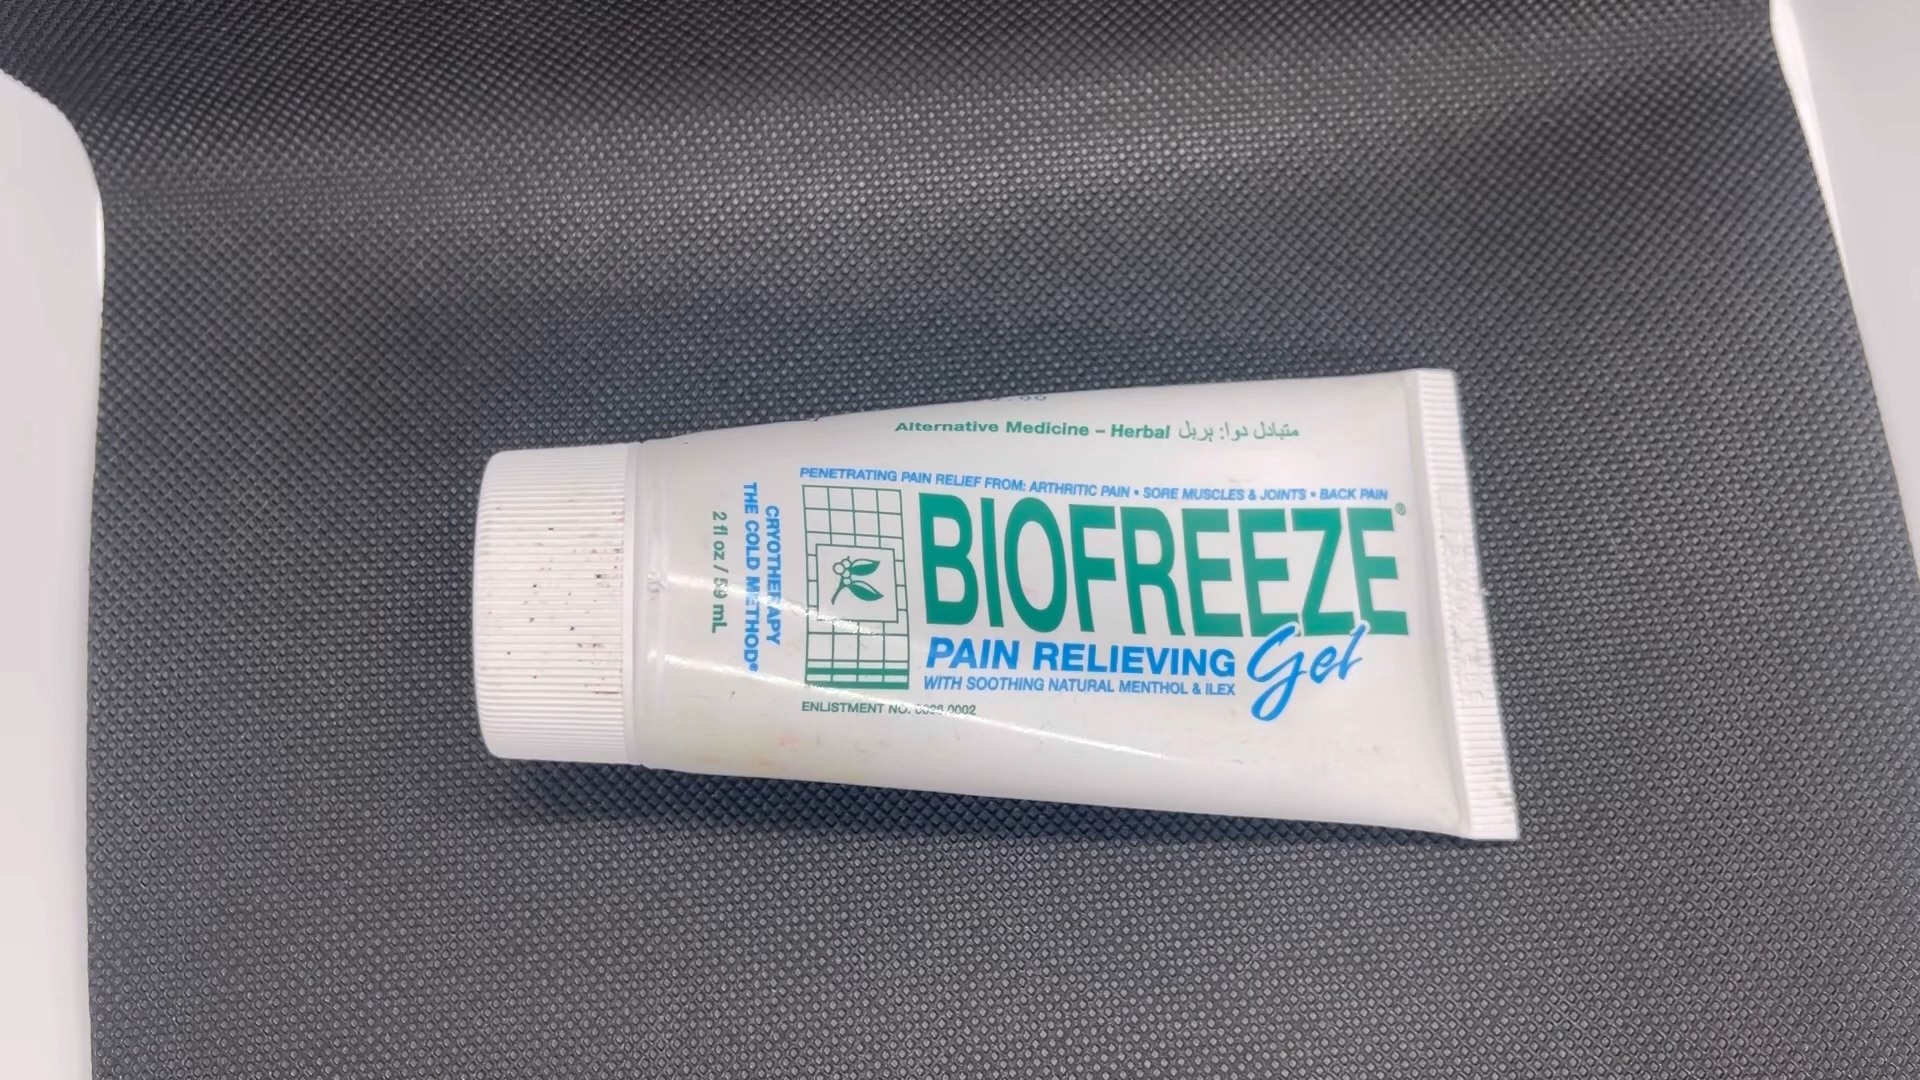 Alternative Medicine – Herbal متبادل دوا: ہربل
PENETRATING PAIN RELIEF FROM: ARTHRITIC PAIN • SORE MUSCLES & JOINTS • BACK PAIN
BIOFREEZE®
PAIN RELIEVING Gel
WITH SOOTHING NATURAL MENTHOL & ILEX
ENLISTMENT NO. 0002
CRYOTHERAPY
THE COLD METHOD®
2 fl oz / 59 mL